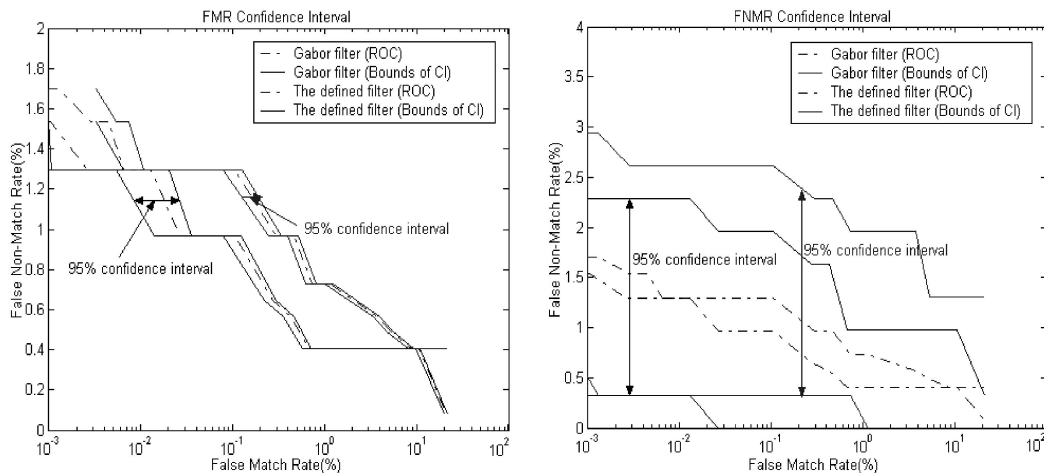 FMR Confidence Interval
Gabor filter (ROC)
Gabor filter (Bounds of CI)
The defined filter (ROC)
The defined filter (Bounds of CI)
False Non-Match Rate(%)
2
1.8
1.6
1.4
1.2
1
0.8
0.6
0.4
0.2
0
95% confidence interval
95% confidence interval
10^-3
10^-2
10^-1
10^0
10^1
10^2
False Match Rate(%)
FNMR Confidence Interval
Gabor filter (ROC)
Gabor filter (Bounds of CI)
The defined filter (ROC)
The defined filter (Bounds of CI)
False Non-Match Rate(%)
4
3.5
3
2.5
2
1.5
1
0.5
0
95% confidence interval
95% confidence interval
10^-3
10^-2
10^-1
10^0
10^1
10^2
False Match Rate(%)